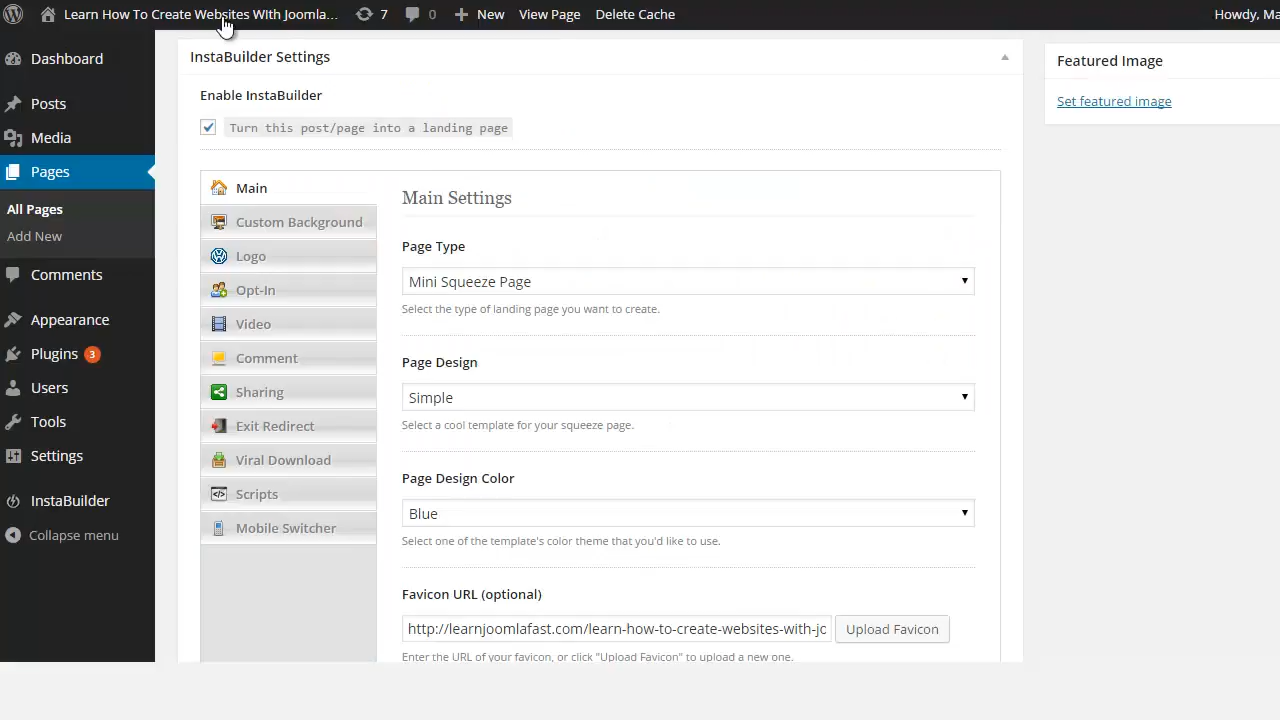 Learn How To Create Websites WIth Joomla... 7 0 New View Page Delete Cache Howdy, Ma
Dashboard
Posts
Media
Pages
All Pages
Add New
Comments
Appearance
Plugins 3
Users
Tools
Settings
InstaBuilder
Collapse menu
InstaBuilder Settings
Enable InstaBuilder
Turn this post/page into a landing page
Main
Custom Background
Logo
Opt-In
Video
Comment
Sharing
Exit Redirect
Viral Download
Scripts
Mobile Switcher
Main Settings
Page Type
Mini Squeeze Page
Select the type of landing page you want to create.
Page Design
Simple
Select a cool template for your squeeze page.
Page Design Color
Blue
Select one of the template's color theme that you'd like to use.
Favicon URL (optional)
http://learnjoomlafast.com/learn-how-to-create-websites-with-jo Upload Favicon
Enter the URL of your favicon, or click "Upload Favicon" to upload a new one.
Featured Image
Set featured image